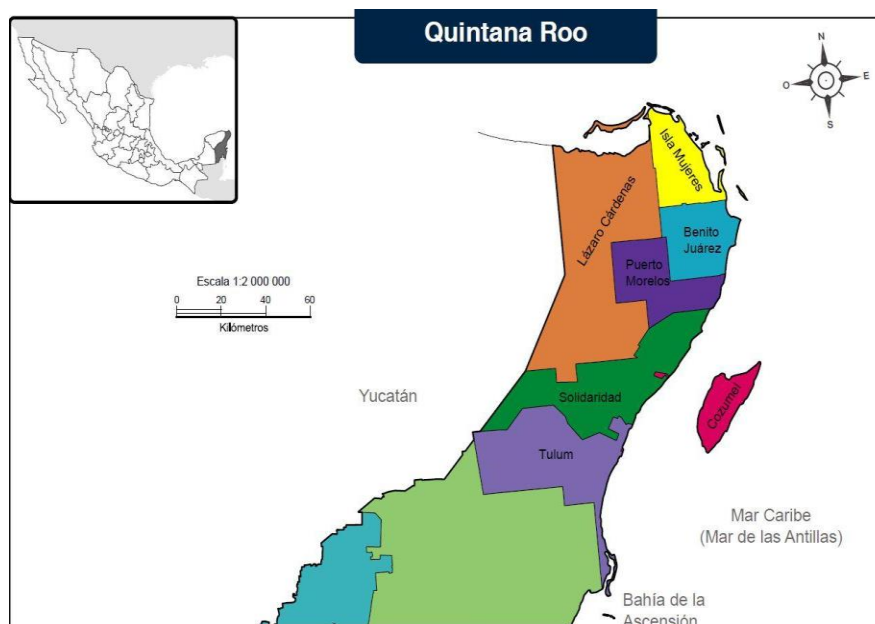 Quintana Roo
N
O
E
S
Isla Mujeres
Lázaro Cárdenas
Benito
Juárez
Puerto
Morelos
Escala 1:2 000 000
0 20 40 60
Kilómetros
Yucatán
Solidaridad
Cozumel
Tulum
Mar Caribe
(Mar de las Antillas)
Bahía de la
Ascensión